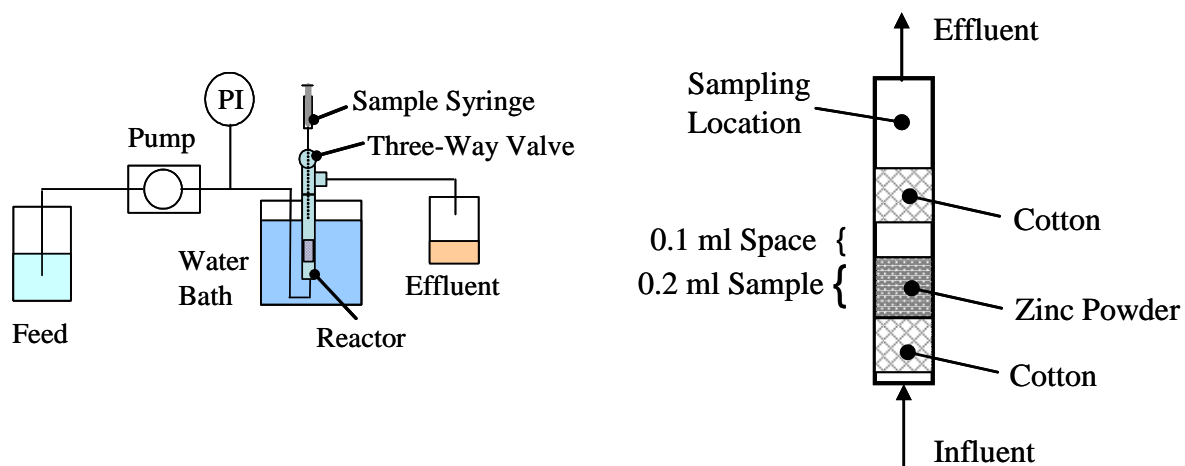 PI
Sample Syringe
Pump
Three-Way Valve
Water
Bath
Feed
Effluent
Reactor
Effluent
Sampling
Location
Cotton
0.1 ml Space {
0.2 ml Sample {
Zinc Powder
Cotton
Influent